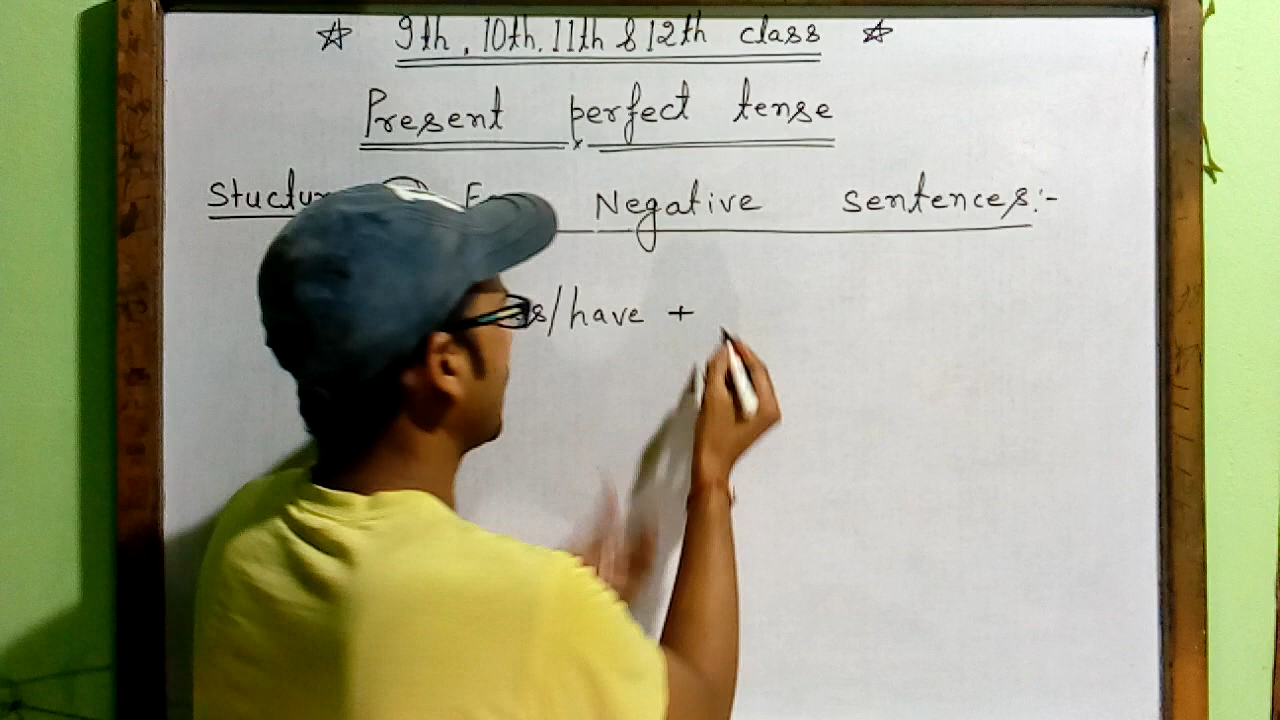 ☆ 9th, 10th, 11th & 12th class ☆
Present perfect tense
Negative sentences:-
/have +